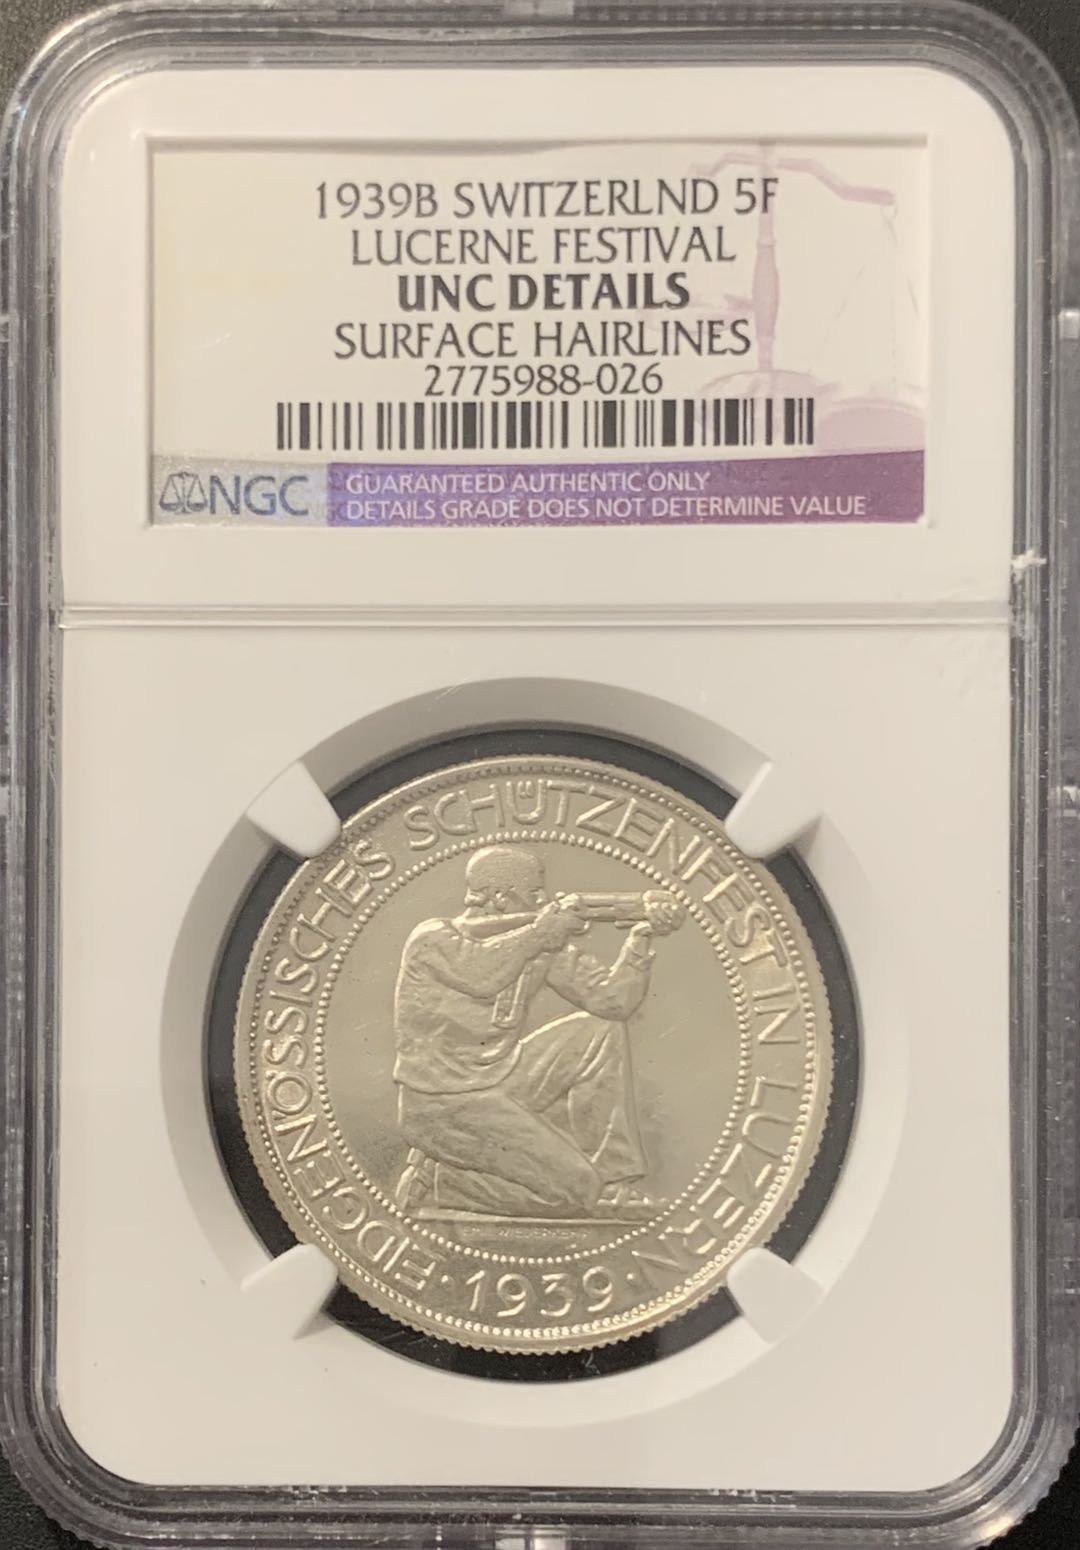 1939B SWITZERLND 5F
LUCERNE FESTIVAL
UNC DETAILS
SURFACE HAIRLINES
2775988-026
NGC
GUARANTEED AUTHENTIC ONLY
DETAILS GRADE DOES NOT DETERMINE VALUE
EIDGENÖSSISCHES SCHÜTZENFEST IN LUZERN
· 1939 ·